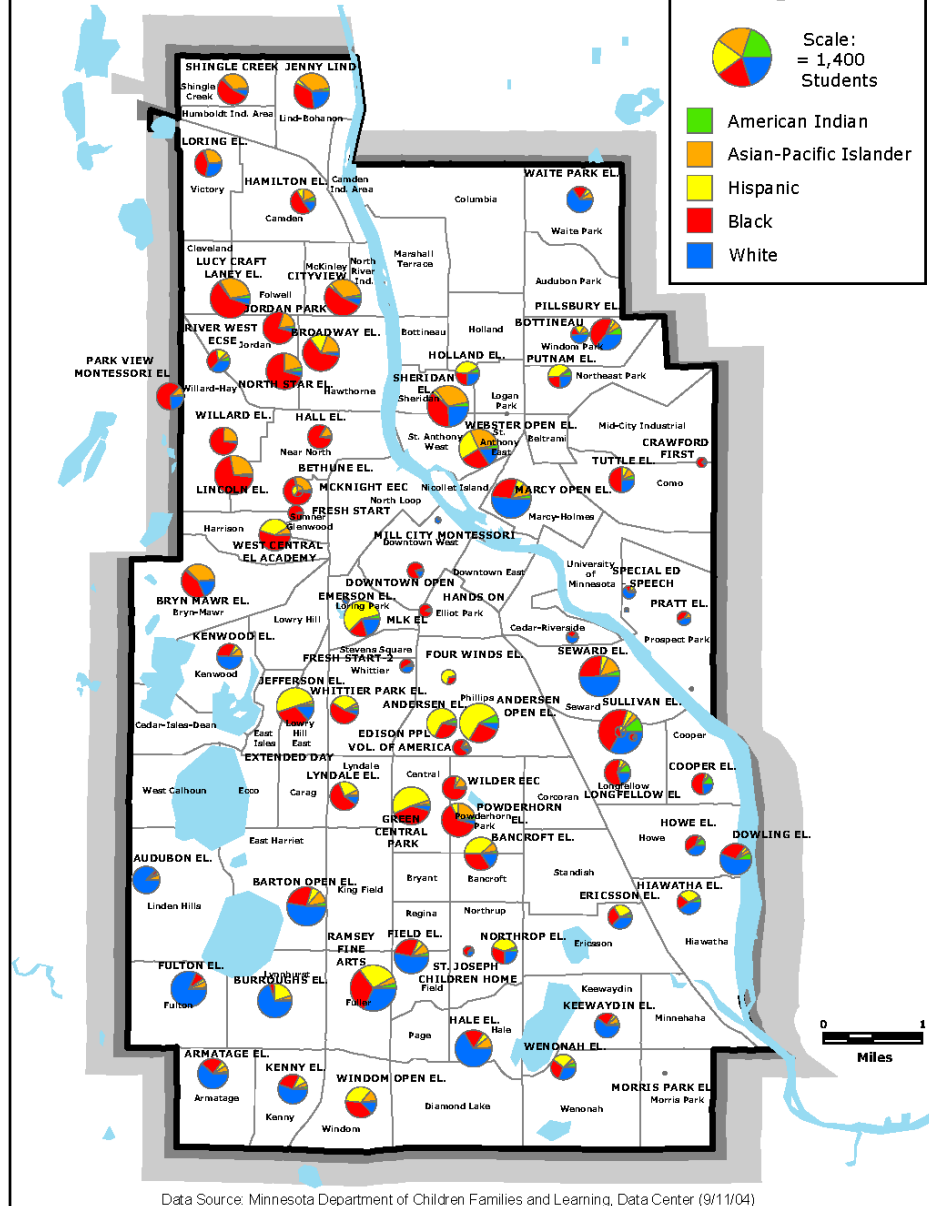 Scale:
= 1,400
Students
American Indian
Asian-Pacific Islander
Hispanic
Black
White
SHINGLE CREEK
JENNY LIND
Shingle
Creek
Humboldt Ind. Area
Lind-Bohanon
LORING EL.
Victory
HAMILTON EL.
Camden
Ind. Area
Camden
Columbia
WAITE PARK EL.
Waite Park
Cleveland
LUCY CRAFT
LANEY EL.
McKinley
CITYVIEW
North
River
Ind.
Marshall
Terrace
Audubon Park
Folwell
JORDAN PARK
PILLSBURY EL.
RIVER WEST
ECSE
Jordan
BROADWAY EL.
Bottineau
Holland
BOTTINEAU
Windom Park
PARK VIEW
MONTESSORI EL
HOLLAND EL.
PUTNAM EL.
Northeast Park
Willard-Hay
NORTH STAR EL.
Hawthorne
SHERIDAN
EL.
Sheridan
Logan
Park
WILLARD EL.
HALL EL.
WEBSTER OPEN EL.
St. Anthony
West
St.
Anthony
East
Beltrami
Mid-City Industrial
CRAWFORD
FIRST
Near North
BETHUNE EL.
TUTTLE EL.
Como
LINCOLN EL.
MCKNIGHT EEC
Nicollet Island
MARCY OPEN EL.
North Loop
FRESH START
Sumner
Glenwood
Marcy-Holmes
Harrison
WEST CENTRAL
EL ACADEMY
MILL CITY MONTESSORI
Downtown West
University
of
Minnesota
SPECIAL ED
SPEECH
DOWNTOWN OPEN
Downtown East
BRYN MAWR EL.
Bryn-Mawr
EMERSON EL.
Loring Park
HANDS ON
Elliot Park
PRATT EL.
Lowry Hill
MLK EL
Cedar-Riverside
Prospect Park
KENWOOD EL.
Kenwood
Stevens Square
FRESH START-2
Whittier
FOUR WINDS EL.
SEWARD EL.
JEFFERSON EL.
WHITTIER PARK EL.
Phillips
Seward
SULLIVAN EL.
Cedar-Isles-Dean
ANDERSEN EL.
ANDERSEN
OPEN EL.
East
Isles
Lowry
Hill
East
EDISON PPL
VOL. OF AMERICA
Cooper
EXTENDED DAY
Lyndale
LYNDALE EL.
Central
WILDER EEC
COOPER EL.
West Calhoun
Ecco
Carag
Corcoran
Longfellow
LONGFELLOW EL
GREEN
CENTRAL
PARK
POWDERHORN
EL.
Powderhorn
Park
East Harriet
BANCROFT EL.
HOWE EL.
Howe
DOWLING EL.
AUDUBON EL.
Linden Hills
Bryant
Bancroft
Standish
BARTON OPEN EL.
King Field
ERICSSON EL.
HIAWATHA EL.
Regina
Northrup
RAMSEY
FINE
ARTS
FIELD EL.
NORTHROP EL.
Ericsson
Hiawatha
FULTON EL.
Fulton
Lynnhurst
BURROUGHS EL.
ST. JOSEPH
CHILDREN HOME
Field
Fuller
Keewaydin
KEEWAYDIN EL.
Minnehaha
Page
HALE EL.
Hale
WENONAH EL.
ARMATAGE EL.
Armatage
KENNY EL.
Kenny
WINDOM OPEN EL.
Windom
Diamond Lake
Wenonah
MORRIS PARK EL
Morris Park
0 1
Miles
Data Source: Minnesota Department of Children Families and Learning, Data Center (9/11/04)